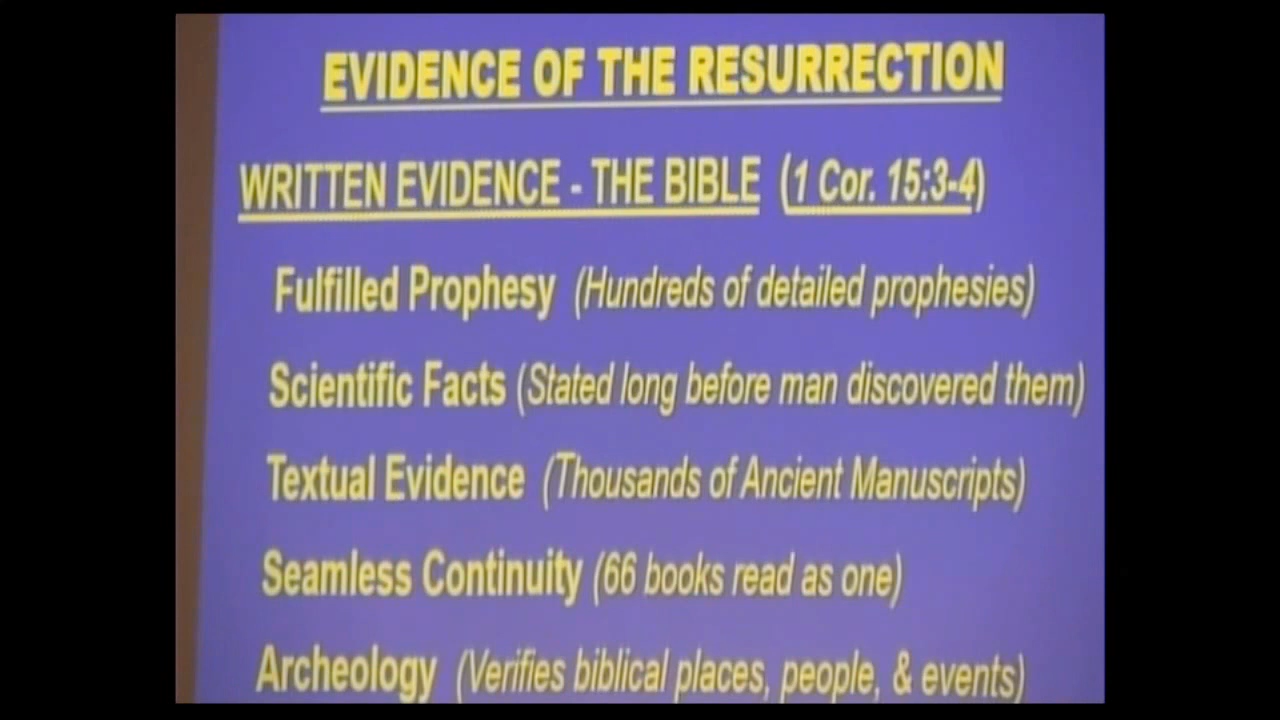 EVIDENCE OF THE RESURRECTION
WRITTEN EVIDENCE - THE BIBLE (1 Cor. 15:3-4)
Fulfilled Prophesy (Hundreds of detailed prophesies)
Scientific Facts (Stated long before man discovered them)
Textual Evidence (Thousands of Ancient Manuscripts)
Seamless Continuity (66 books read as one)
Archeology (Verifies biblical places, people, & events)